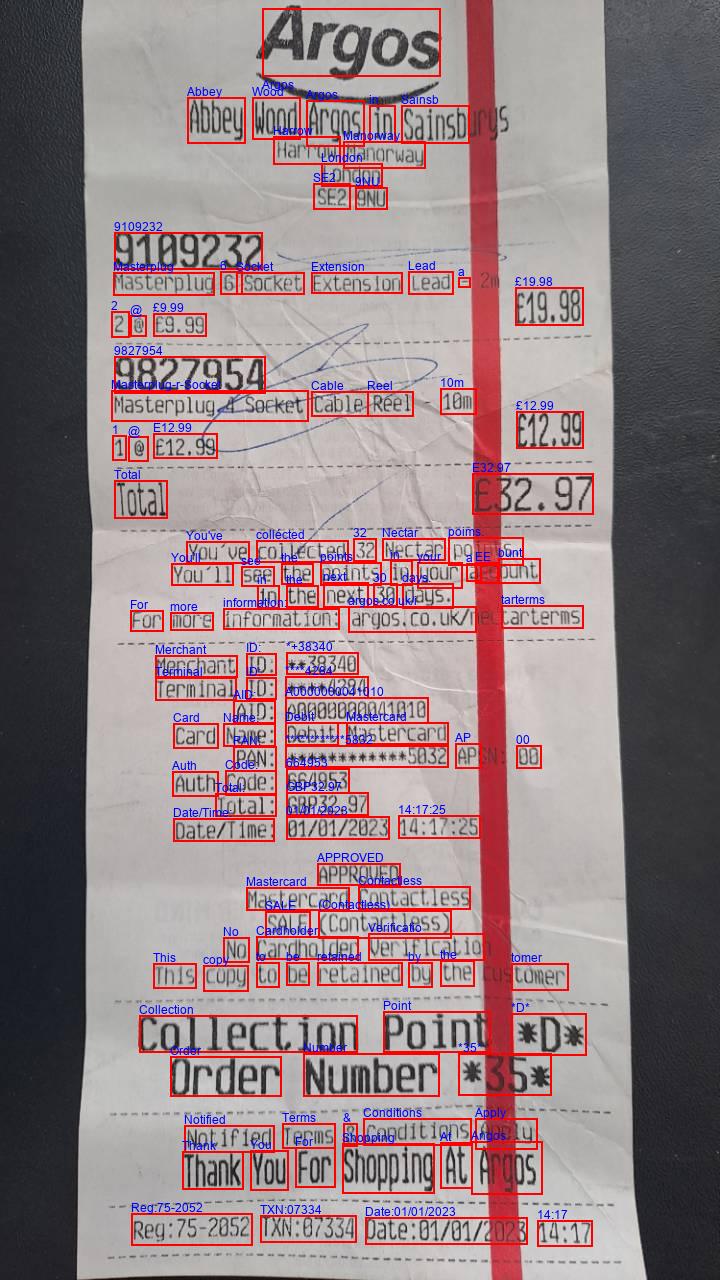 Argos
Abbey Wood Argos in Sainsburys
Harrow Manorway
London
SE2 9NU
9109232
Masterplug 6 Socket Extension Lead - 2m
2 @ £9.99 £19.98
9827954
Masterplug 4 Socket Cable Reel - 10m
1 @ £12.99 £12.99
Total £32.97
You've collected 32 Nectar points.
You'll see the points in your account
in the next 30 days.
For more information: argos.co.uk/nectarterms
Merchant ID: **38340
Terminal ID: ****4284
AID: A0000000041010
Card Name: Debit Mastercard
PAN: ************5032 APSN: 00
Auth Code: 664953
Total: GBP32.97
Date/Time: 01/01/2023 14:17:25
APPROVED
Mastercard Contactless
SALE (Contactless)
No Cardholder Verification
This copy to be retained by the customer
Collection Point *D*
Order Number *35*
Notified Terms & Conditions Apply
Thank You For Shopping At Argos
Reg:75-2052 TXN:07334 Date:01/01/2023 14:17